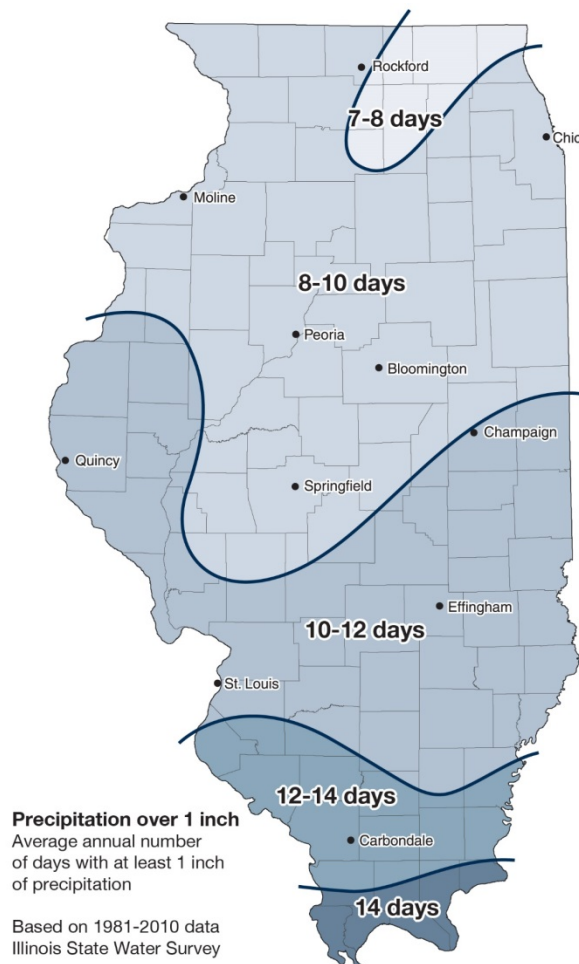 Rockford
7-8 days
Chic
Moline
8-10 days
Peoria
Bloomington
Champaign
Quincy
Springfield
Effingham
10-12 days
St. Louis
12-14 days
Precipitation over 1 inch
Average annual number
of days with at least 1 inch
of precipitation
Carbondale
14 days
Based on 1981-2010 data
Illinois State Water Survey